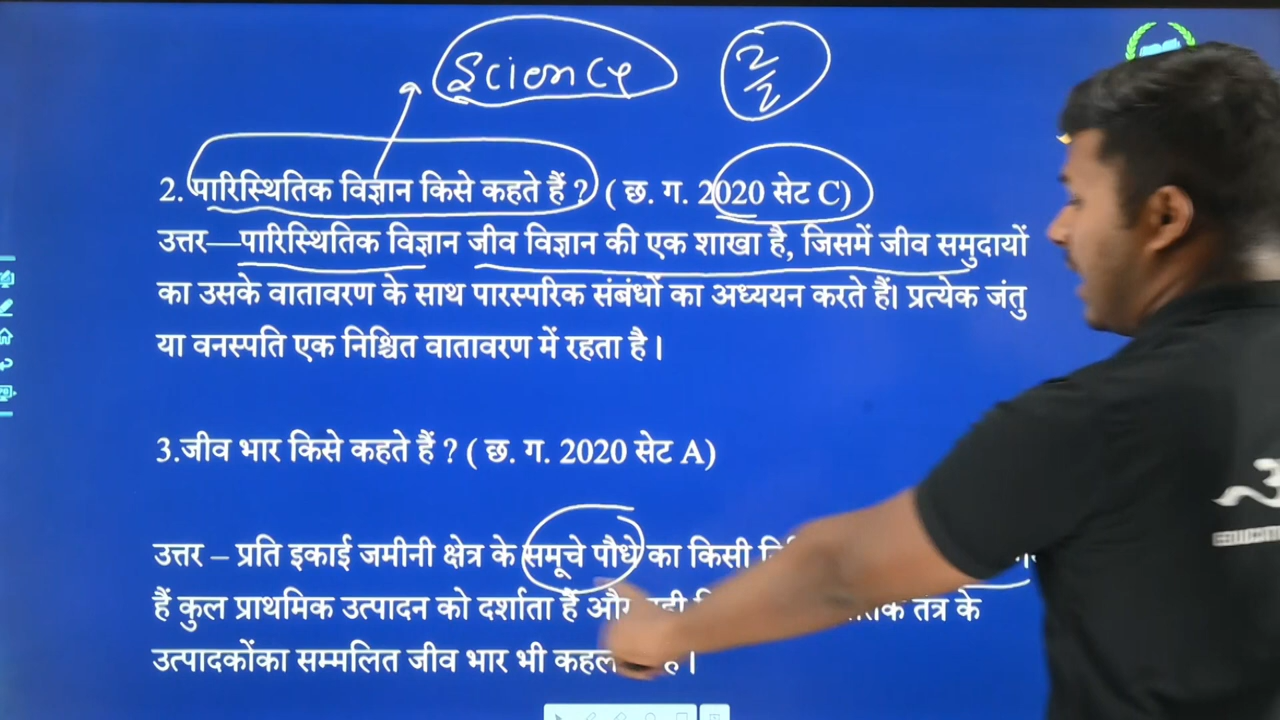 Science 2/2
2. पारिस्थितिक विज्ञान किसे कहते हैं ? ( छ. ग. 2020 सेट C)
उत्तर—पारिस्थितिक विज्ञान जीव विज्ञान की एक शाखा है, जिसमें जीव समुदायों
का उसके वातावरण के साथ पारस्परिक संबंधों का अध्ययन करते हैं। प्रत्येक जंतु
या वनस्पति एक निश्चित वातावरण में रहता है ।
3.जीव भार किसे कहते हैं ? ( छ. ग. 2020 सेट A)
उत्तर – प्रति इकाई जमीनी क्षेत्र के समूचे पौधे का किसी
हैं कुल प्राथमिक उत्पादन को दर्शाता हैं और तंत्र के
उत्पादकोंका सम्मलित जीव भार भी है ।